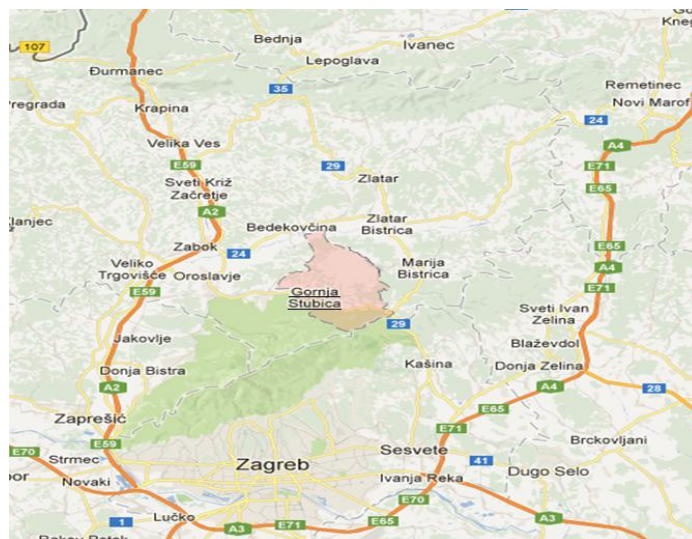 107
Bednja
Ivanec
Lepoglava
Đurmanec
Remetinec
Pregrada
35
Krapina
Novi Marof
24
Velika Ves
A4
29
E59
E71
Zlatar
Sveti Križ
Začretje
E65
A2
Bedekovčina
Zlatar
Bistrica
Zabok
24
E65
Veliko
Trgovišće
Oroslavje
Marija
Bistrica
A4
E59
Gornja
Stubica
E71
Sveti Ivan
Zelina
29
Jakovlje
Blaževdol
Kašina
Donja Bistra
Donja Zelina
A2
A4
28
E65
Zaprešić
E71
E59
Brckovljani
E70
Sesvete
Strmec
Zagreb
41
Dugo Selo
Novaki
Ivanja Reka
E70
1
Lučko
E65
A3
E71
A3